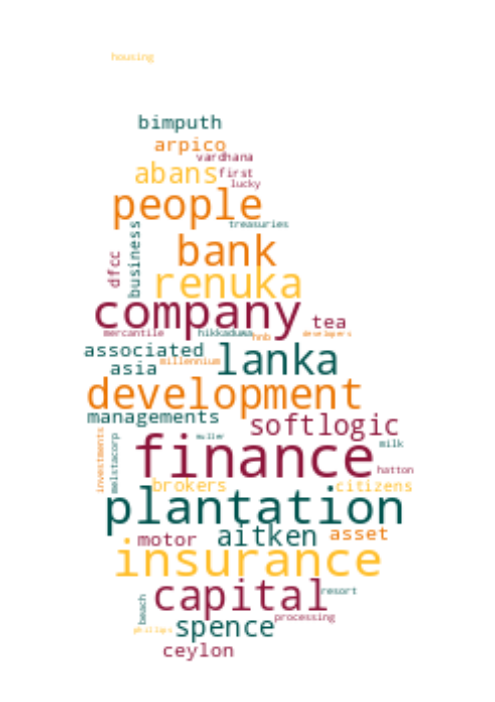 housing
bimputh
arpico
vardhana
abans
first
lucky
people
treasuries
business
dfcc
bank
renuka
company
tea
mercantile
hikkaduwa
hnb
developers
associated
lanka
asia
millennium
development
managements
softlogic
investments
melstacorp
muller
milk
finance
hatton
brokers
citizens
plantation
motor
aitken
asset
insurance
capital
resort
beach
processing
phillips
spence
ceylon